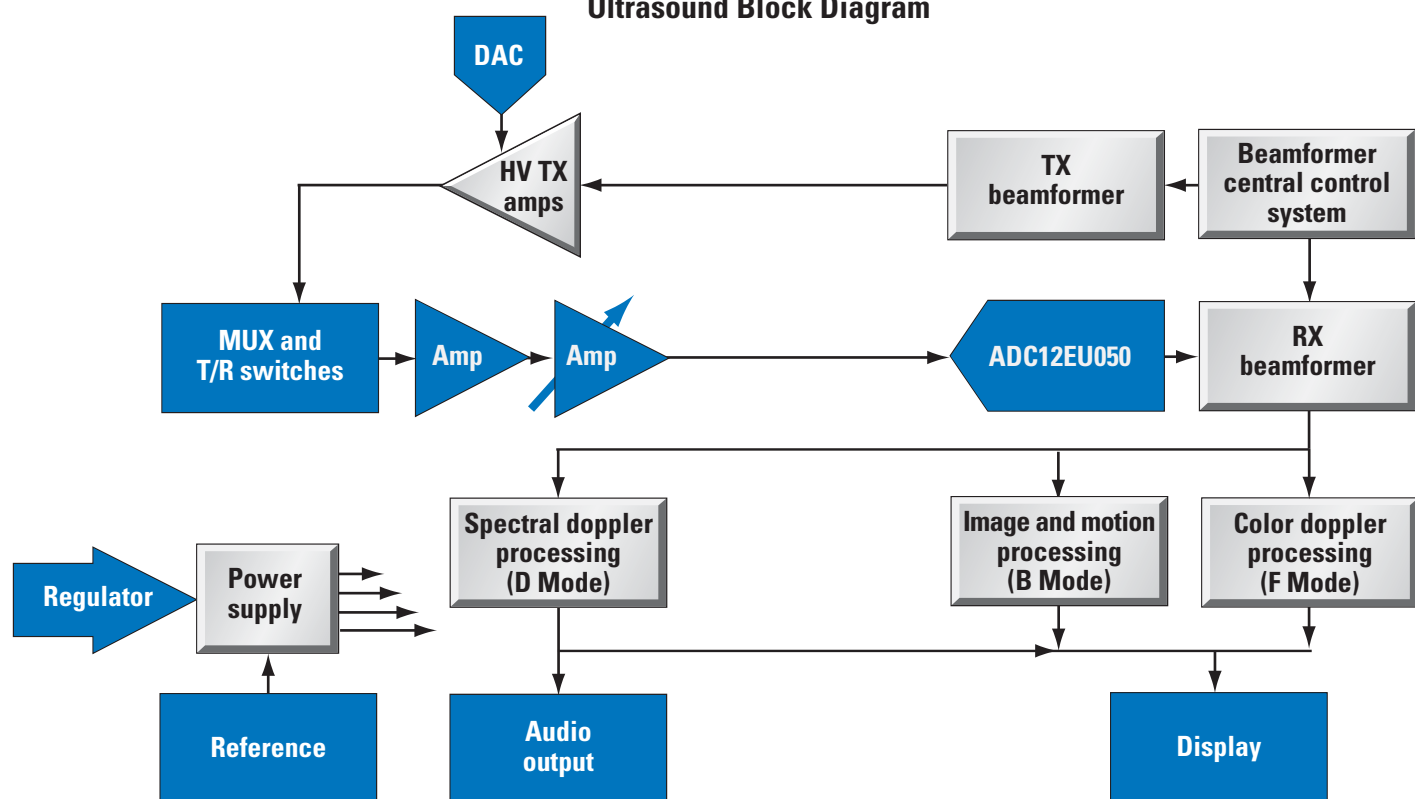 Ultrasound Block Diagram
DAC
HV TX
amps
TX
beamformer
Beamformer
central control
system
MUX and
T/R switches
Amp
Amp
ADC12EU050
RX
beamformer
Spectral doppler
processing
(D Mode)
Image and motion
processing
(B Mode)
Color doppler
processing
(F Mode)
Regulator
Power
supply
Reference
Audio
output
Display